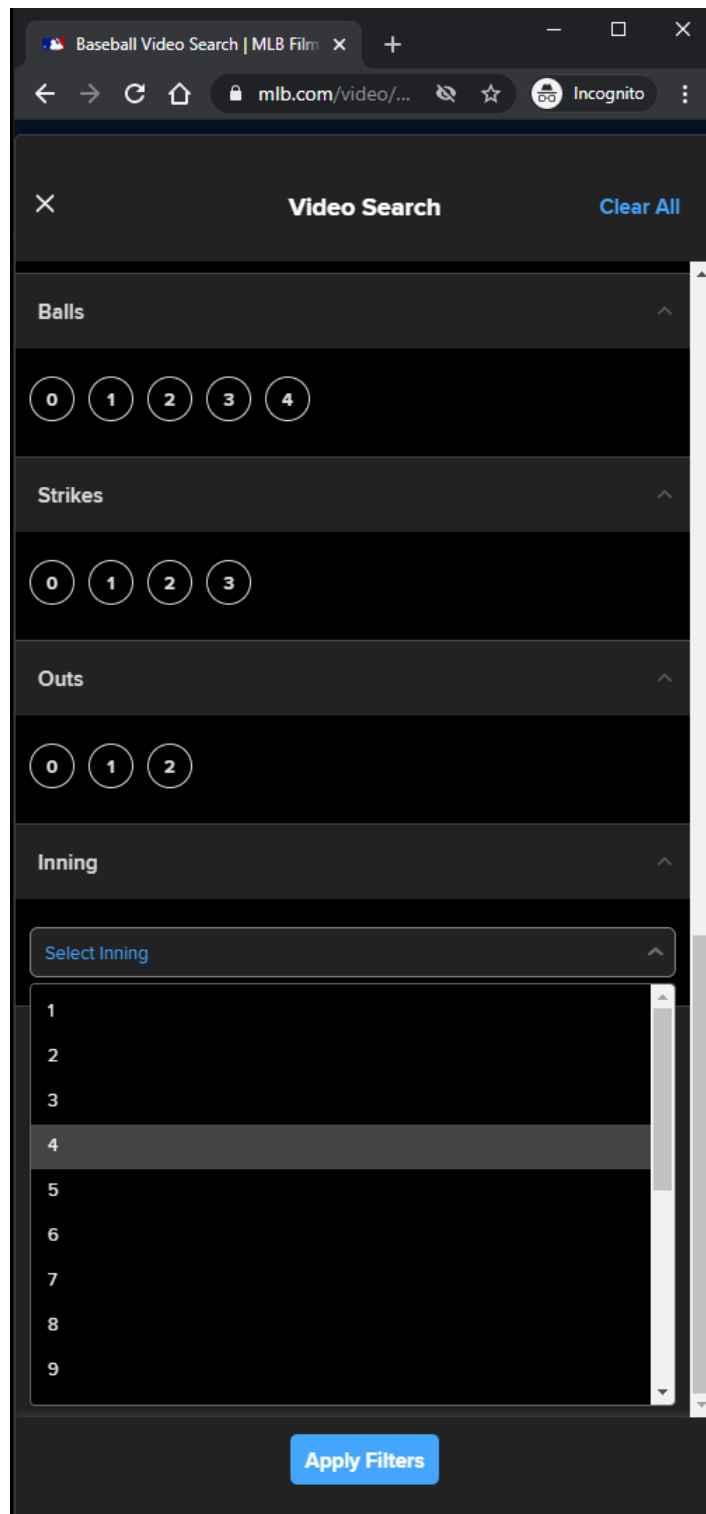 Baseball Video Search | MLB Film
mlb.com/video/... Incognito
Video Search Clear All
Balls
0 1 2 3 4
Strikes
0 1 2 3
Outs
0 1 2
Inning
Select Inning
1
2
3
4
5
6
7
8
9
Apply Filters